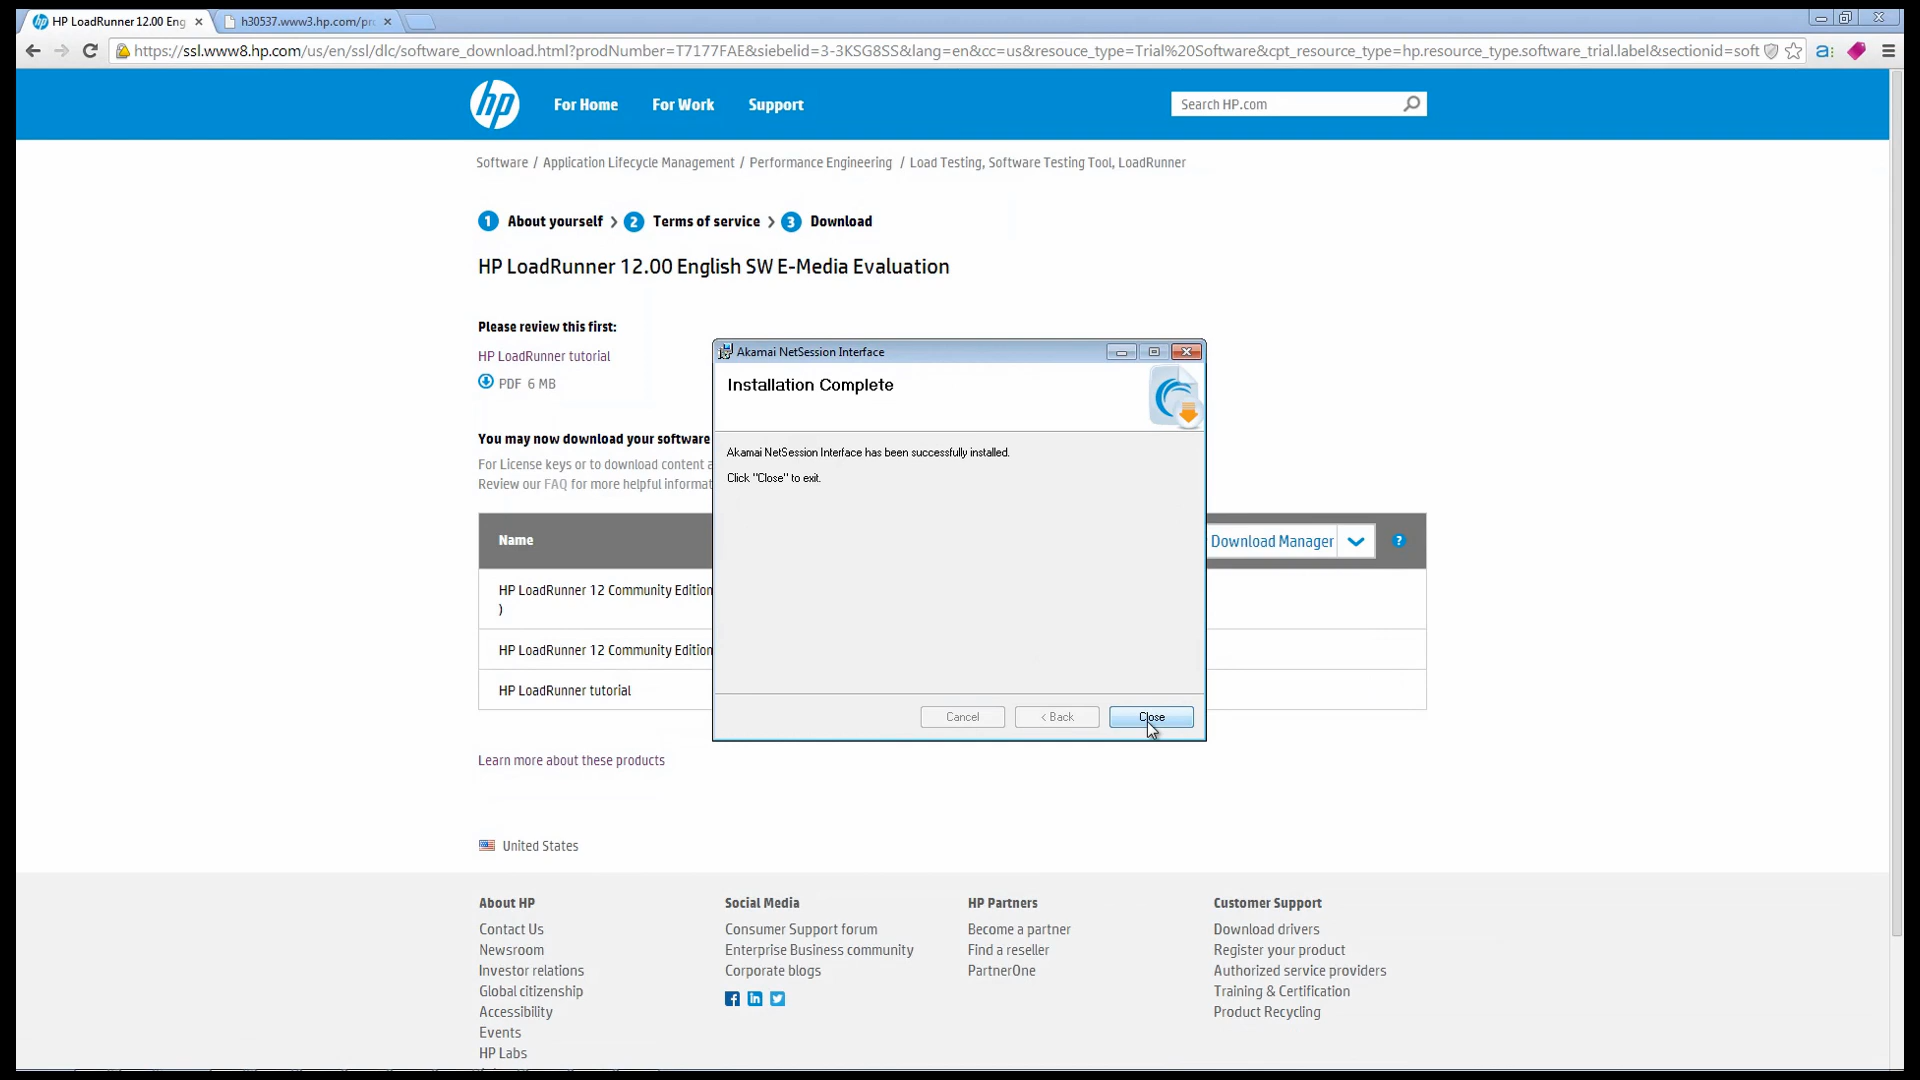 HP LoadRunner 12.00 Eng
h30537.www3.hp.com/pr
https://ssl.www8.hp.com/us/en/ssl/dlc/software_download.html?prodNumber=T7177FAE&siebelid=3-3KSG8SS&lang=en&cc=us&resouce_type=Trial%20Software&cpt_resource_type=hp.resource_type.software_trial.label&sectionid=soft
hp
For Home
For Work
Support
Search HP.com
Software / Application Lifecycle Management / Performance Engineering / Load Testing, Software Testing Tool, LoadRunner
1 About yourself > 2 Terms of service > 3 Download
HP LoadRunner 12.00 English SW E-Media Evaluation
Please review this first:
HP LoadRunner tutorial
PDF 6 MB
You may now download your software
For License keys or to download content a
Review our FAQ for more helpful informat
Name
Download Manager
?
HP LoadRunner 12 Community Edition
)
HP LoadRunner 12 Community Edition
HP LoadRunner tutorial
Akamai NetSession Interface
Installation Complete
Akamai NetSession Interface has been successfully installed.
Click "Close" to exit.
Cancel
< Back
Close
Learn more about these products
United States
About HP
Contact Us
Newsroom
Investor relations
Global citizenship
Accessibility
Events
HP Labs
Social Media
Consumer Support forum
Enterprise Business community
Corporate blogs
HP Partners
Become a partner
Find a reseller
PartnerOne
Customer Support
Download drivers
Register your product
Authorized service providers
Training & Certification
Product Recycling